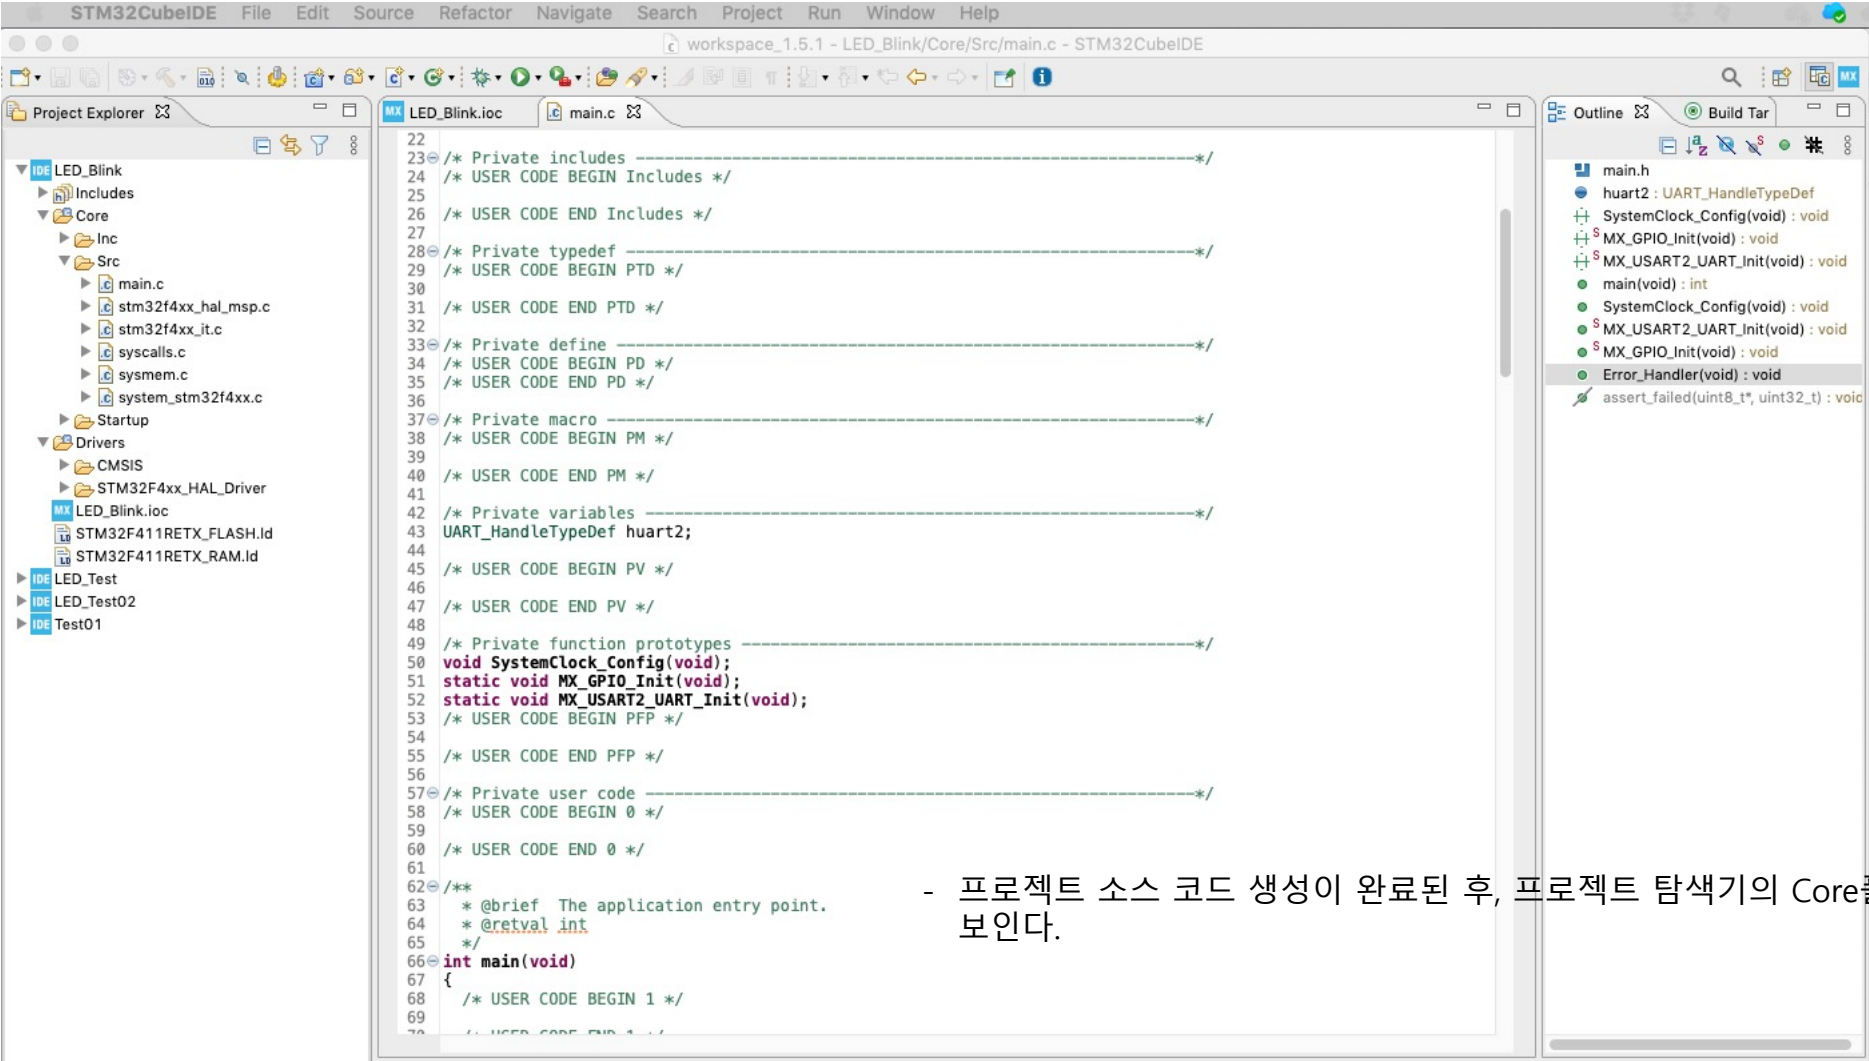 STM32CubeIDE File Edit Source Refactor Navigate Search Project Run Window Help
workspace_1.5.1 - LED_Blink/Core/Src/main.c - STM32CubeIDE
Project Explorer
LED_Blink
Includes
Core
Inc
Src
main.c
stm32f4xx_hal_msp.c
stm32f4xx_it.c
syscalls.c
sysmem.c
system_stm32f4xx.c
Startup
Drivers
CMSIS
STM32F4xx_HAL_Driver
LED_Blink.ioc
STM32F411RETX_FLASH.ld
STM32F411RETX_RAM.ld
LED_Test
LED_Test02
Test01
LED_Blink.ioc main.c
22
23 /* Private includes ----------------------------------------------------------*/
24 /* USER CODE BEGIN Includes */
25
26 /* USER CODE END Includes */
27
28 /* Private typedef -----------------------------------------------------------*/
29 /* USER CODE BEGIN PTD */
30
31 /* USER CODE END PTD */
32
33 /* Private define ------------------------------------------------------------*/
34 /* USER CODE BEGIN PD */
35 /* USER CODE END PD */
36
37 /* Private macro -------------------------------------------------------------*/
38 /* USER CODE BEGIN PM */
39
40 /* USER CODE END PM */
41
42 /* Private variables ---------------------------------------------------------*/
43 UART_HandleTypeDef huart2;
44
45 /* USER CODE BEGIN PV */
46
47 /* USER CODE END PV */
48
49 /* Private function prototypes -----------------------------------------------*/
50 void SystemClock_Config(void);
51 static void MX_GPIO_Init(void);
52 static void MX_USART2_UART_Init(void);
53 /* USER CODE BEGIN PFP */
54
55 /* USER CODE END PFP */
56
57 /* Private user code ---------------------------------------------------------*/
58 /* USER CODE BEGIN 0 */
59
60 /* USER CODE END 0 */
61
62 /**
63 * @brief The application entry point.
64 * @retval int
65 */
66 int main(void)
67 {
68 /* USER CODE BEGIN 1 */
69
Outline Build Tar
main.h
huart2 : UART_HandleTypeDef
SystemClock_Config(void) : void
MX_GPIO_Init(void) : void
MX_USART2_UART_Init(void) : void
main(void) : int
SystemClock_Config(void) : void
MX_USART2_UART_Init(void) : void
MX_GPIO_Init(void) : void
Error_Handler(void) : void
assert_failed(uint8_t*, uint32_t) : void
- 프로젝트 소스 코드 생성이 완료된 후, 프로젝트 탐색기의 Core
보인다.